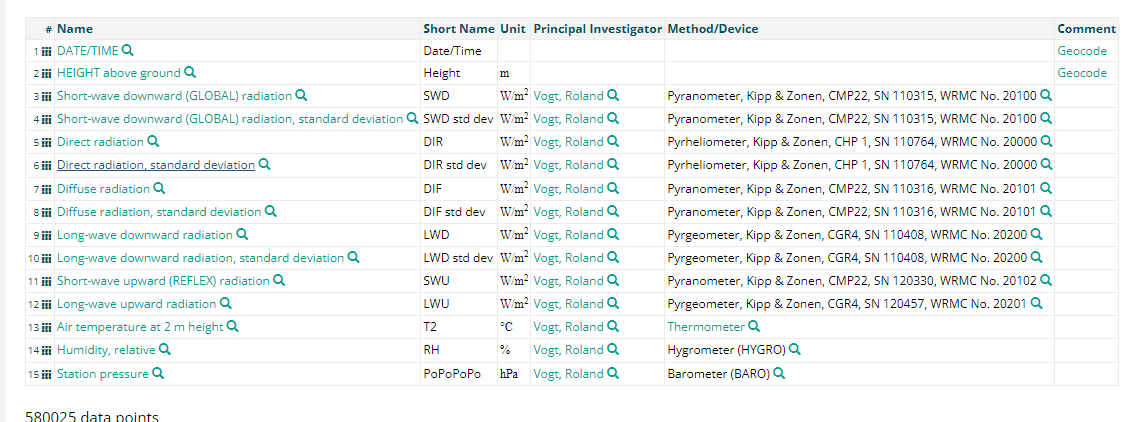 # Name Short Name Unit Principal Investigator Method/Device Comment
1 DATE/TIME Date/Time Geocode
2 HEIGHT above ground Height m Geocode
3 Short-wave downward (GLOBAL) radiation SWD W/m² Vogt, Roland Pyranometer, Kipp & Zonen, CMP22, SN 110315, WRMC No. 20100
4 Short-wave downward (GLOBAL) radiation, standard deviation SWD std dev W/m² Vogt, Roland Pyranometer, Kipp & Zonen, CMP22, SN 110315, WRMC No. 20100
5 Direct radiation DIR W/m² Vogt, Roland Pyrheliometer, Kipp & Zonen, CHP 1, SN 110764, WRMC No. 20000
6 Direct radiation, standard deviation DIR std dev W/m² Vogt, Roland Pyrheliometer, Kipp & Zonen, CHP 1, SN 110764, WRMC No. 20000
7 Diffuse radiation DIF W/m² Vogt, Roland Pyranometer, Kipp & Zonen, CMP22, SN 110316, WRMC No. 20101
8 Diffuse radiation, standard deviation DIF std dev W/m² Vogt, Roland Pyranometer, Kipp & Zonen, CMP22, SN 110316, WRMC No. 20101
9 Long-wave downward radiation LWD W/m² Vogt, Roland Pyrgeometer, Kipp & Zonen, CGR4, SN 110408, WRMC No. 20200
10 Long-wave downward radiation, standard deviation LWD std dev W/m² Vogt, Roland Pyrgeometer, Kipp & Zonen, CGR4, SN 110408, WRMC No. 20200
11 Short-wave upward (REFLEX) radiation SWU W/m² Vogt, Roland Pyranometer, Kipp & Zonen, CMP22, SN 120330, WRMC No. 20102
12 Long-wave upward radiation LWU W/m² Vogt, Roland Pyrgeometer, Kipp & Zonen, CGR4, SN 120457, WRMC No. 20201
13 Air temperature at 2 m height T2 °C Vogt, Roland Thermometer
14 Humidity, relative RH % Vogt, Roland Hygrometer (HYGRO)
15 Station pressure PoPoPoPo hPa Vogt, Roland Barometer (BARO)
580025 data points